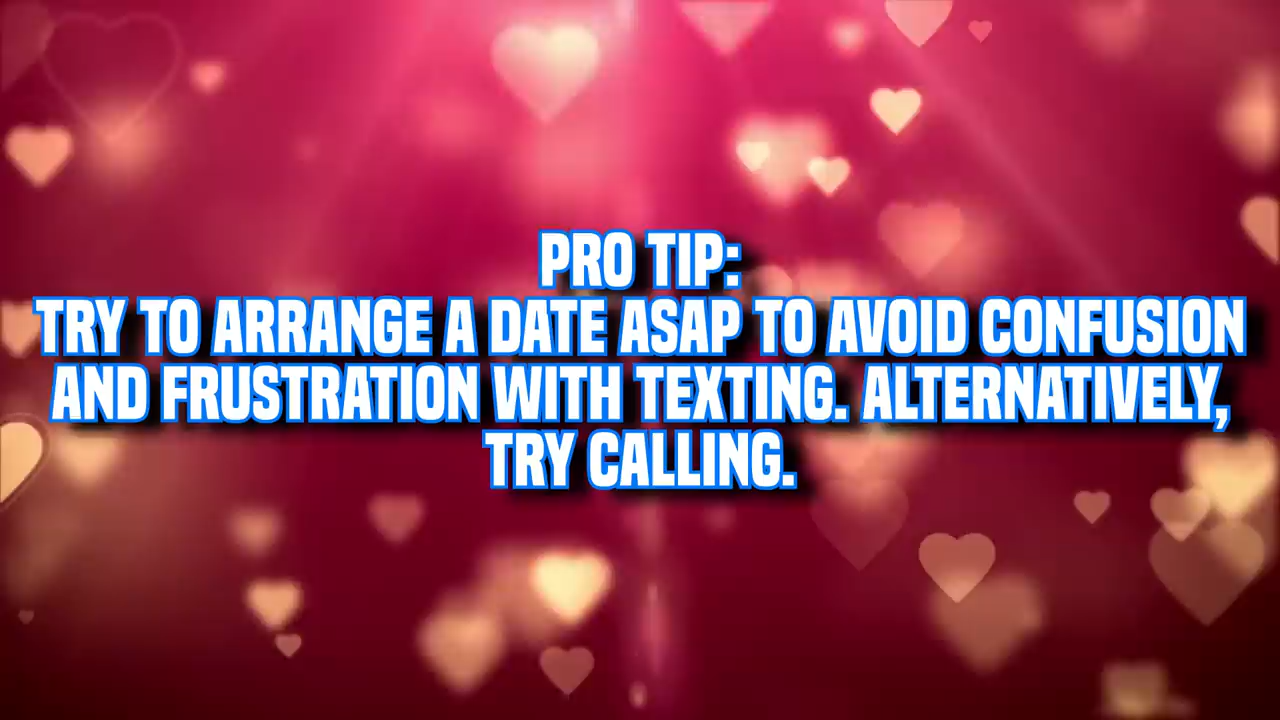 PRO TIP:
TRY TO ARRANGE A DATE ASAP TO AVOID CONFUSION
AND FRUSTRATION WITH TEXTING. ALTERNATIVELY,
TRY CALLING.